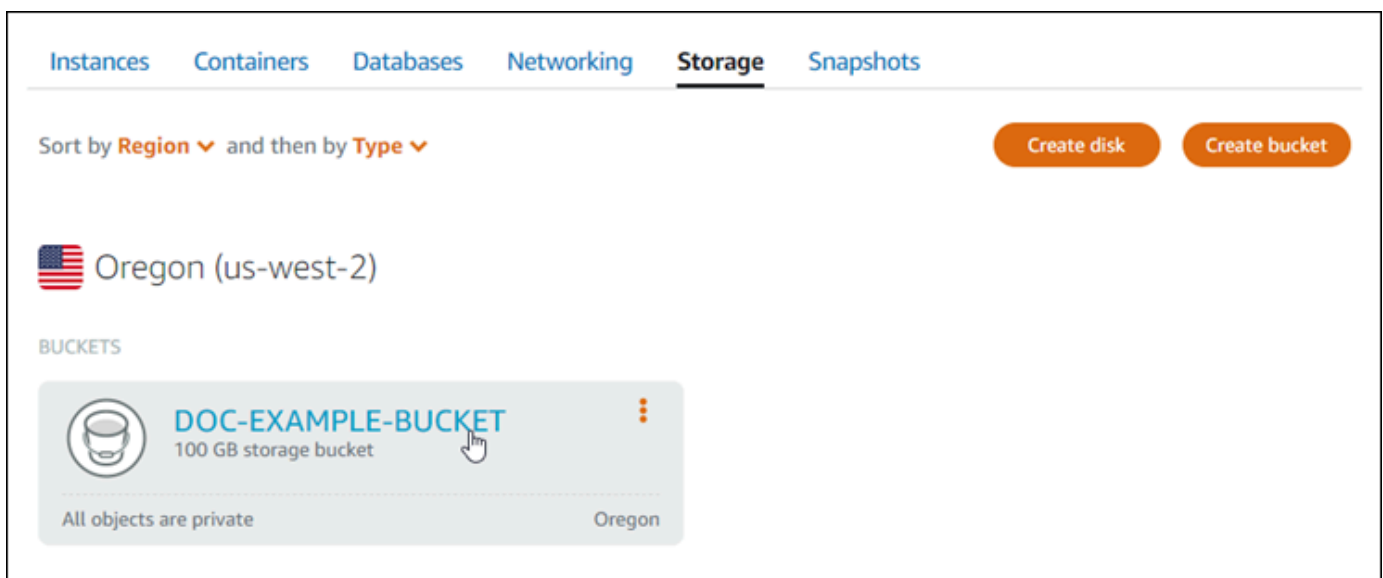 Instances Containers Databases Networking Storage Snapshots
Sort by Region and then by Type Create disk Create bucket
Oregon (us-west-2)
BUCKETS
DOC-EXAMPLE-BUCKET
100 GB storage bucket
All objects are private Oregon